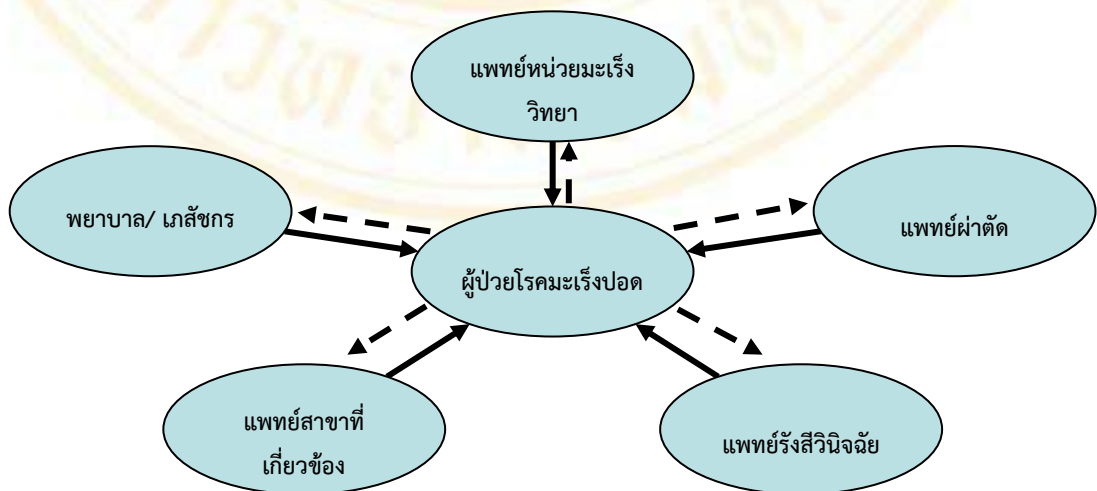 แพทย์หน่วยมะเร็ง
วิทยา
พยาบาล/ เภสัชกร
แพทย์ผ่าตัด
ผู้ป่วยโรคมะเร็งปอด
แพทย์สาขาที่
เกี่ยวข้อง
แพทย์รังสีวินิจฉัย